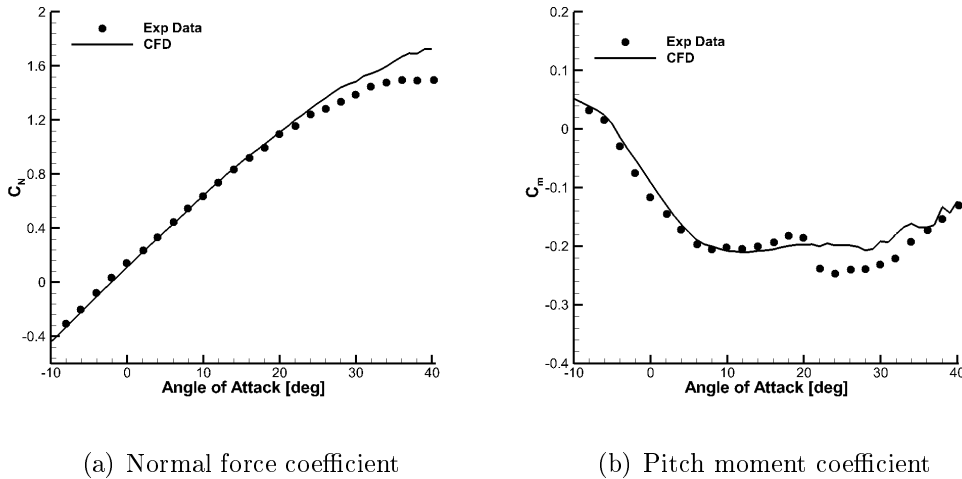 2
1.6
1.2
0.8
0.4
0
-0.4
C_N
Exp Data
CFD
-10 0 10 20 30 40
Angle of Attack [deg]
(a) Normal force coefficient
0.2
0.1
0
-0.1
-0.2
-0.3
-0.4
C_m
Exp Data
CFD
-10 0 10 20 30 40
Angle of Attack [deg]
(b) Pitch moment coefficient